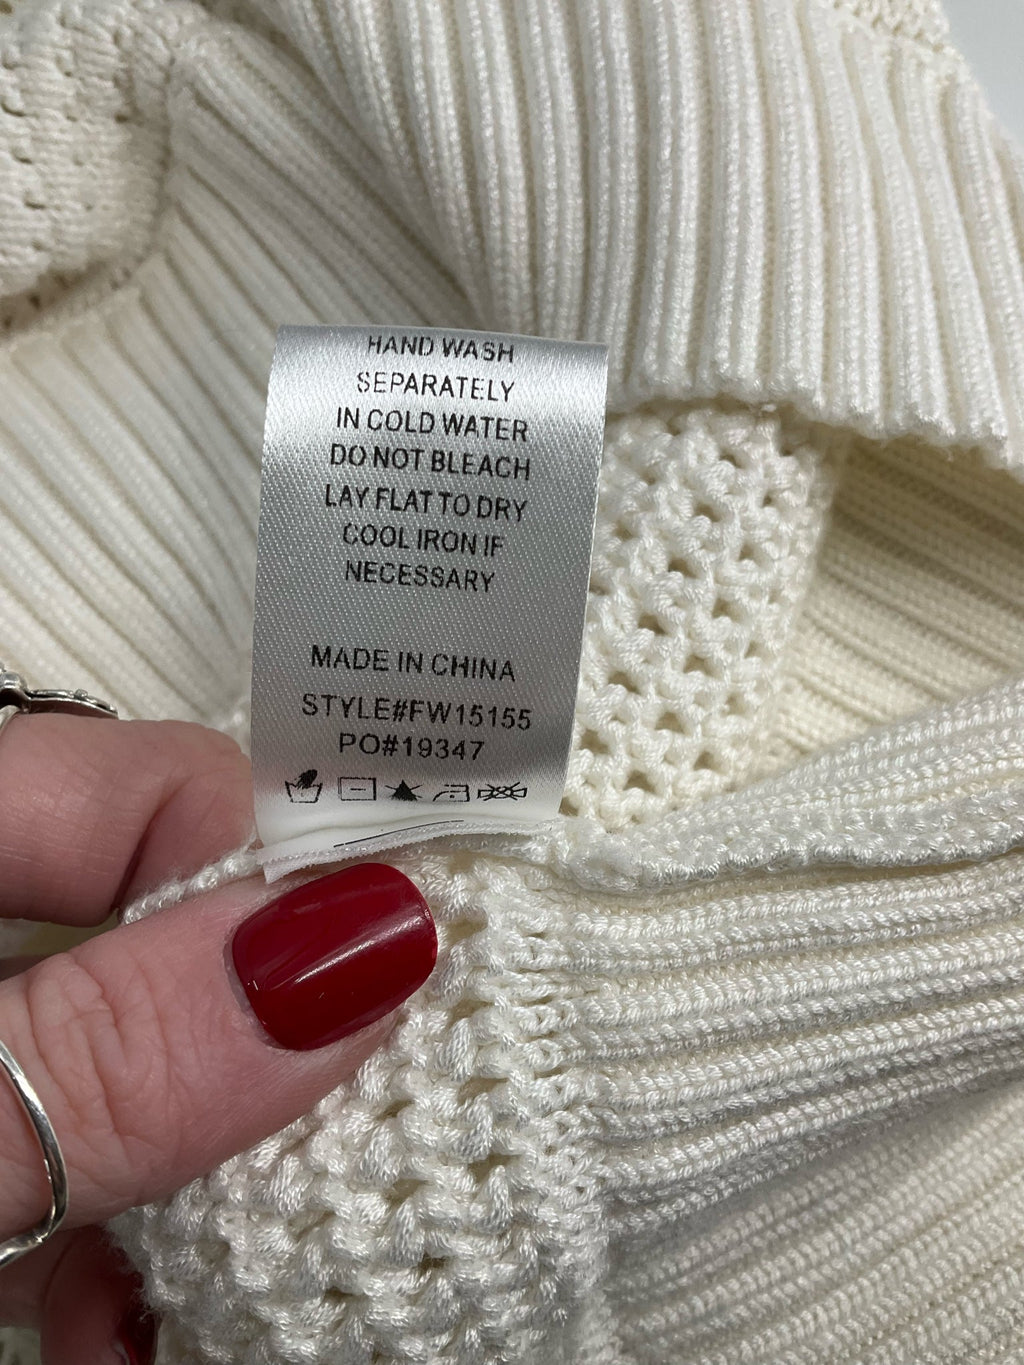 HAND WASH
SEPARATELY
IN COLD WATER
DO NOT BLEACH
LAY FLAT TO DRY
COOL IRON IF
NECESSARY
MADE IN CHINA
STYLE#FW15155
PO#19347